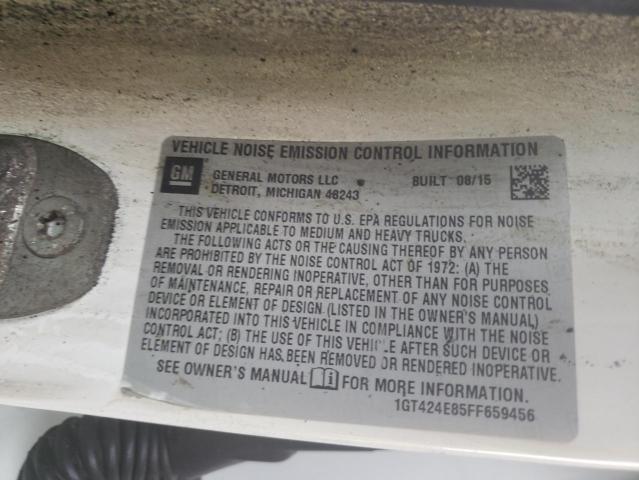 VEHICLE NOISE EMISSION CONTROL INFORMATION
GM GENERAL MOTORS LLC BUILT 08/15
DETROIT, MICHIGAN 48243
THIS VEHICLE CONFORMS TO U.S. EPA REGULATIONS FOR NOISE
EMISSION APPLICABLE TO MEDIUM AND HEAVY TRUCKS.
THE FOLLOWING ACTS OR THE CAUSING THEREOF BY ANY PERSON
ARE PROHIBITED BY THE NOISE CONTROL ACT OF 1972: (A) THE
REMOVAL OR RENDERING INOPERATIVE, OTHER THAN FOR PURPOSES
OF MAINTENANCE, REPAIR OR REPLACEMENT OF ANY NOISE CONTROL
DEVICE OR ELEMENT OF DESIGN (LISTED IN THE OWNER'S MANUAL)
INCORPORATED INTO THIS VEHICLE IN COMPLIANCE WITH THE NOISE
CONTROL ACT; (B) THE USE OF THIS VEHICLE AFTER SUCH DEVICE OR
ELEMENT OF DESIGN HAS BEEN REMOVED OR RENDERED INOPERATIVE.
SEE OWNER'S MANUAL FOR MORE INFORMATION.
1GT424E85FF659456